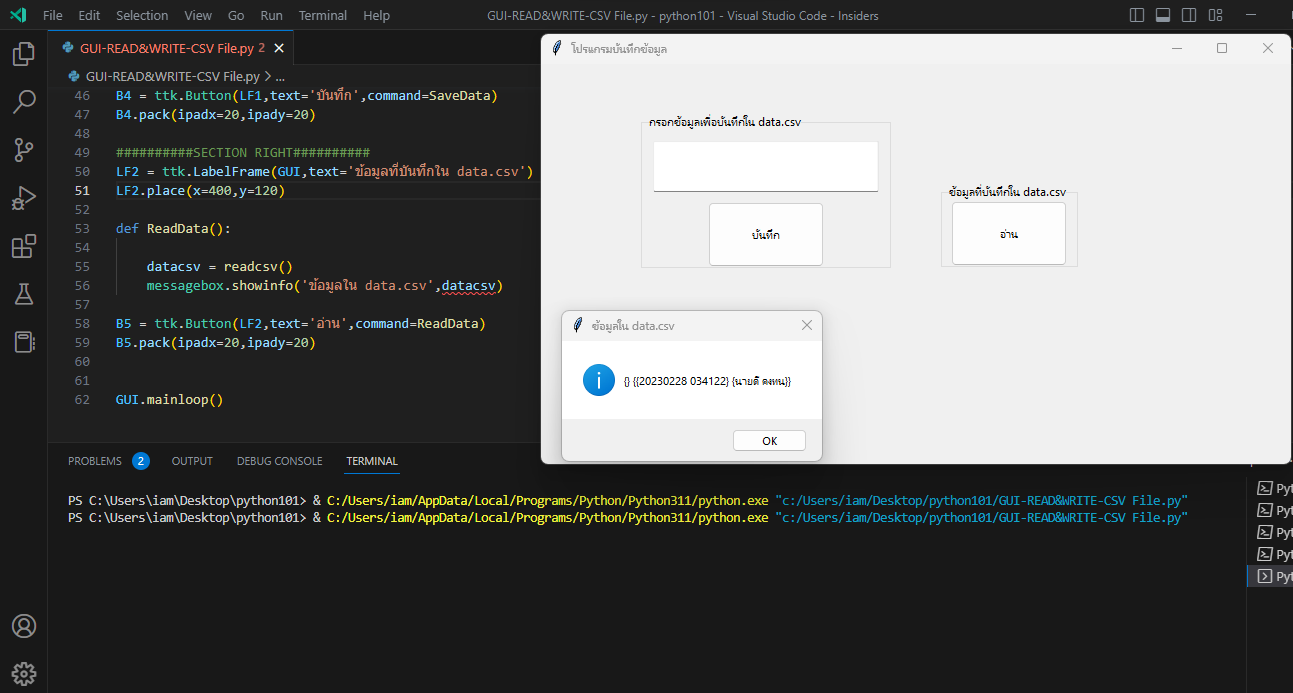 File Edit Selection View Go Run Terminal Help
GUI-READ&WRITE-CSV File.py - python101 - Visual Studio Code - Insiders
GUI-READ&WRITE-CSV File.py 2
GUI-READ&WRITE-CSV File.py > ...
46 B4 = ttk.Button(LF1,text='บันทึก',command=SaveData)
47 B4.pack(ipadx=20,ipady=20)
48
49 ##########SECTION RIGHT##########
50 LF2 = ttk.LabelFrame(GUI,text='ข้อมูลที่บันทึกใน data.csv')
51 LF2.place(x=400,y=120)
52
53 def ReadData():
54
55 datacsv = readcsv()
56 messagebox.showinfo('ข้อมูลใน data.csv',datacsv)
57
58 B5 = ttk.Button(LF2,text='อ่าน',command=ReadData)
59 B5.pack(ipadx=20,ipady=20)
60
61
62 GUI.mainloop()
โปรแกรมบันทึกข้อมูล
กรอกข้อมูลเพื่อบันทึกใน data.csv
บันทึก
ข้อมูลที่บันทึกใน data.csv
อ่าน
ข้อมูลใน data.csv
{} {{20230228 034122} {นายดี คงทน}}
OK
PROBLEMS 2 OUTPUT DEBUG CONSOLE TERMINAL
PS C:\Users\iam\Desktop\python101> & C:/Users/iam/AppData/Local/Programs/Python/Python311/python.exe "c:/Users/iam/Desktop/python101/GUI-READ&WRITE-CSV File.py"
PS C:\Users\iam\Desktop\python101> & C:/Users/iam/AppData/Local/Programs/Python/Python311/python.exe "c:/Users/iam/Desktop/python101/GUI-READ&WRITE-CSV File.py"
Pyt
Pyt
Pyt
Pyt
Pyt